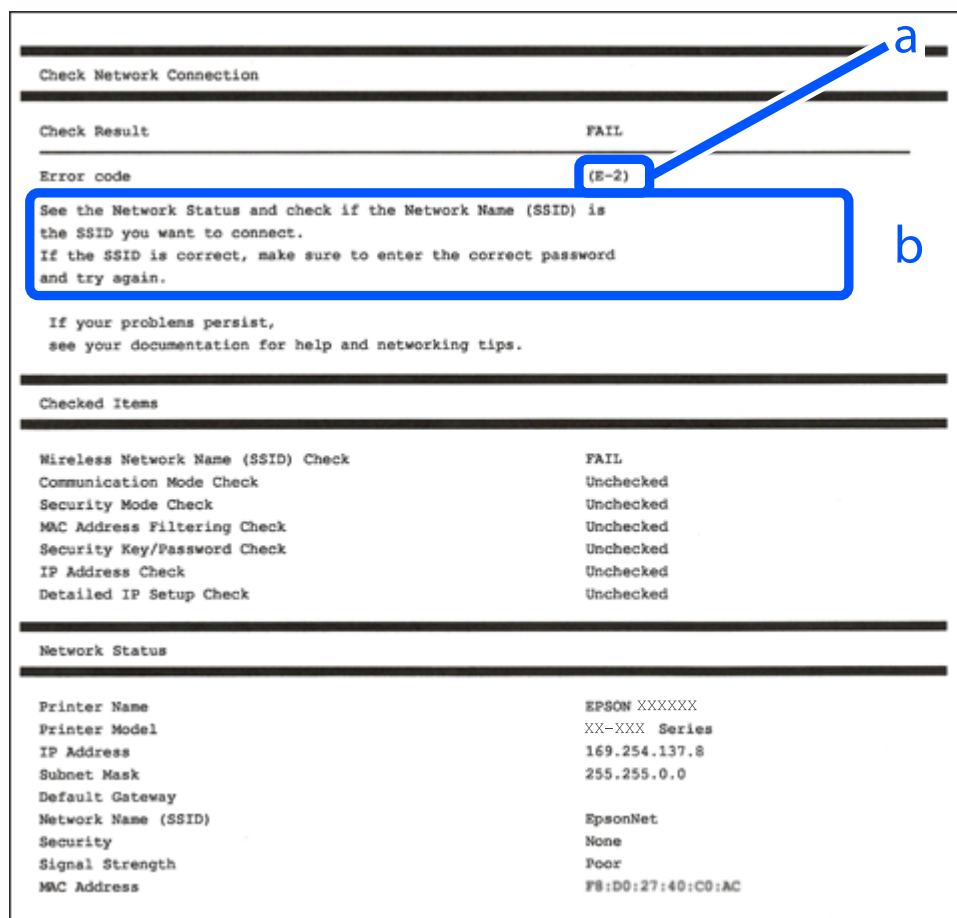 a
Check Network Connection
Check Result FAIL
Error code (E-2)
See the Network Status and check if the Network Name (SSID) is
the SSID you want to connect.
If the SSID is correct, make sure to enter the correct password
and try again.
b
If your problems persist,
see your documentation for help and networking tips.
Checked Items
Wireless Network Name (SSID) Check FAIL
Communication Mode Check Unchecked
Security Mode Check Unchecked
MAC Address Filtering Check Unchecked
Security Key/Password Check Unchecked
IP Address Check Unchecked
Detailed IP Setup Check Unchecked
Network Status
Printer Name EPSON XXXXXX
Printer Model XX-XXX Series
IP Address 169.254.137.8
Subnet Mask 255.255.0.0
Default Gateway
Network Name (SSID) EpsonNet
Security None
Signal Strength Poor
MAC Address F8:D0:27:40:C0:AC